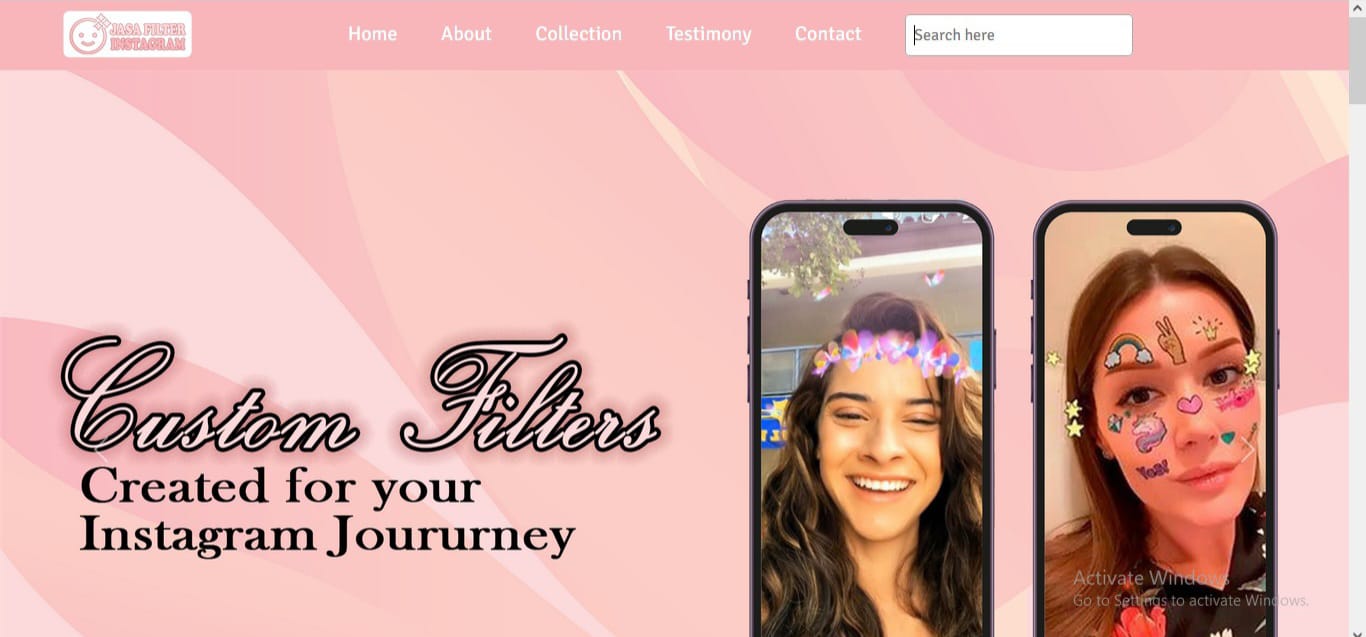 JASA FILTER
INSTAGRAM
Home About Collection Testimony Contact Search here
Custom Filters
Created for your
Instagram Joururney
Yes!
Activate Windows
Go to Settings to activate Windows.